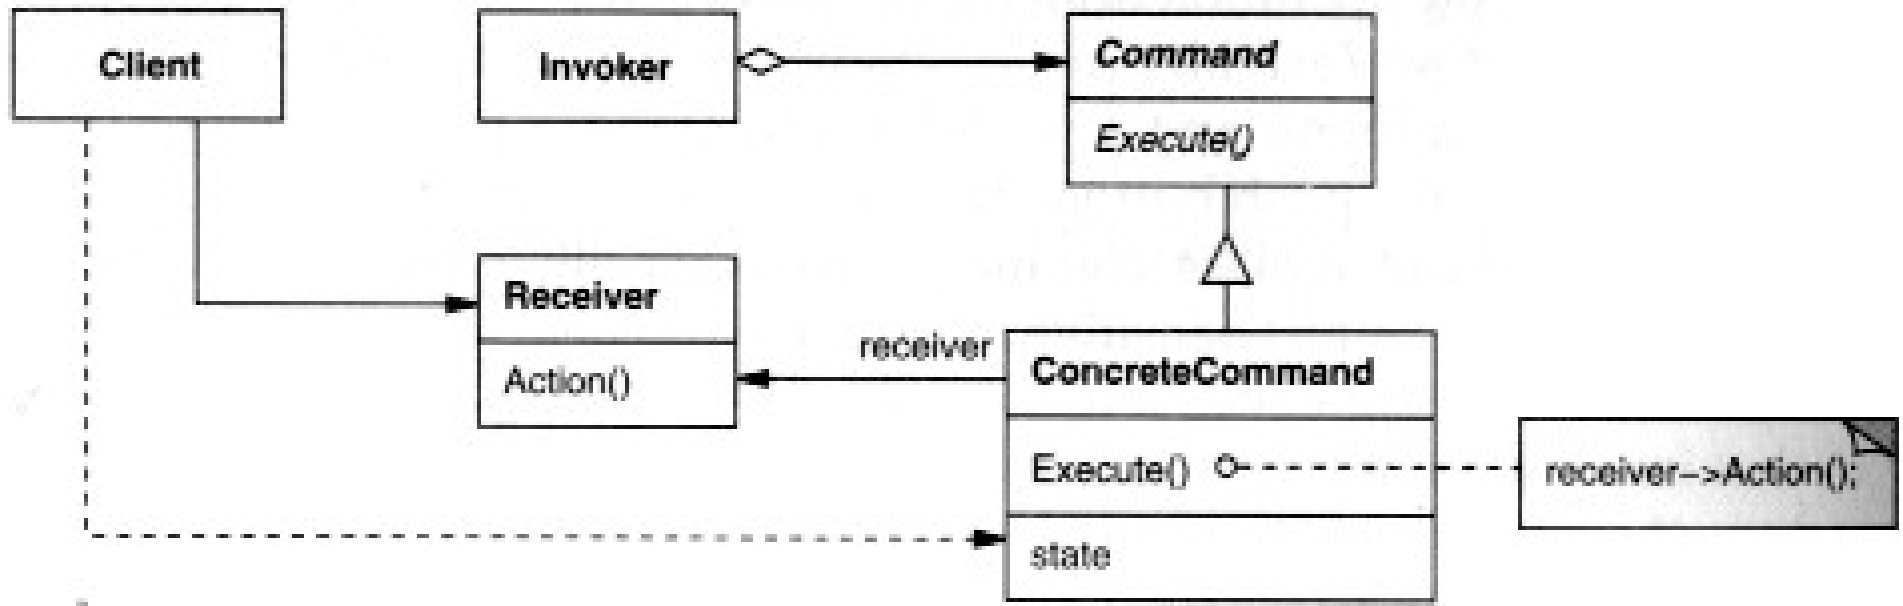 Client
Invoker
Command
Execute()
Receiver
Action()
receiver
ConcreteCommand
Execute()
receiver->Action();
state